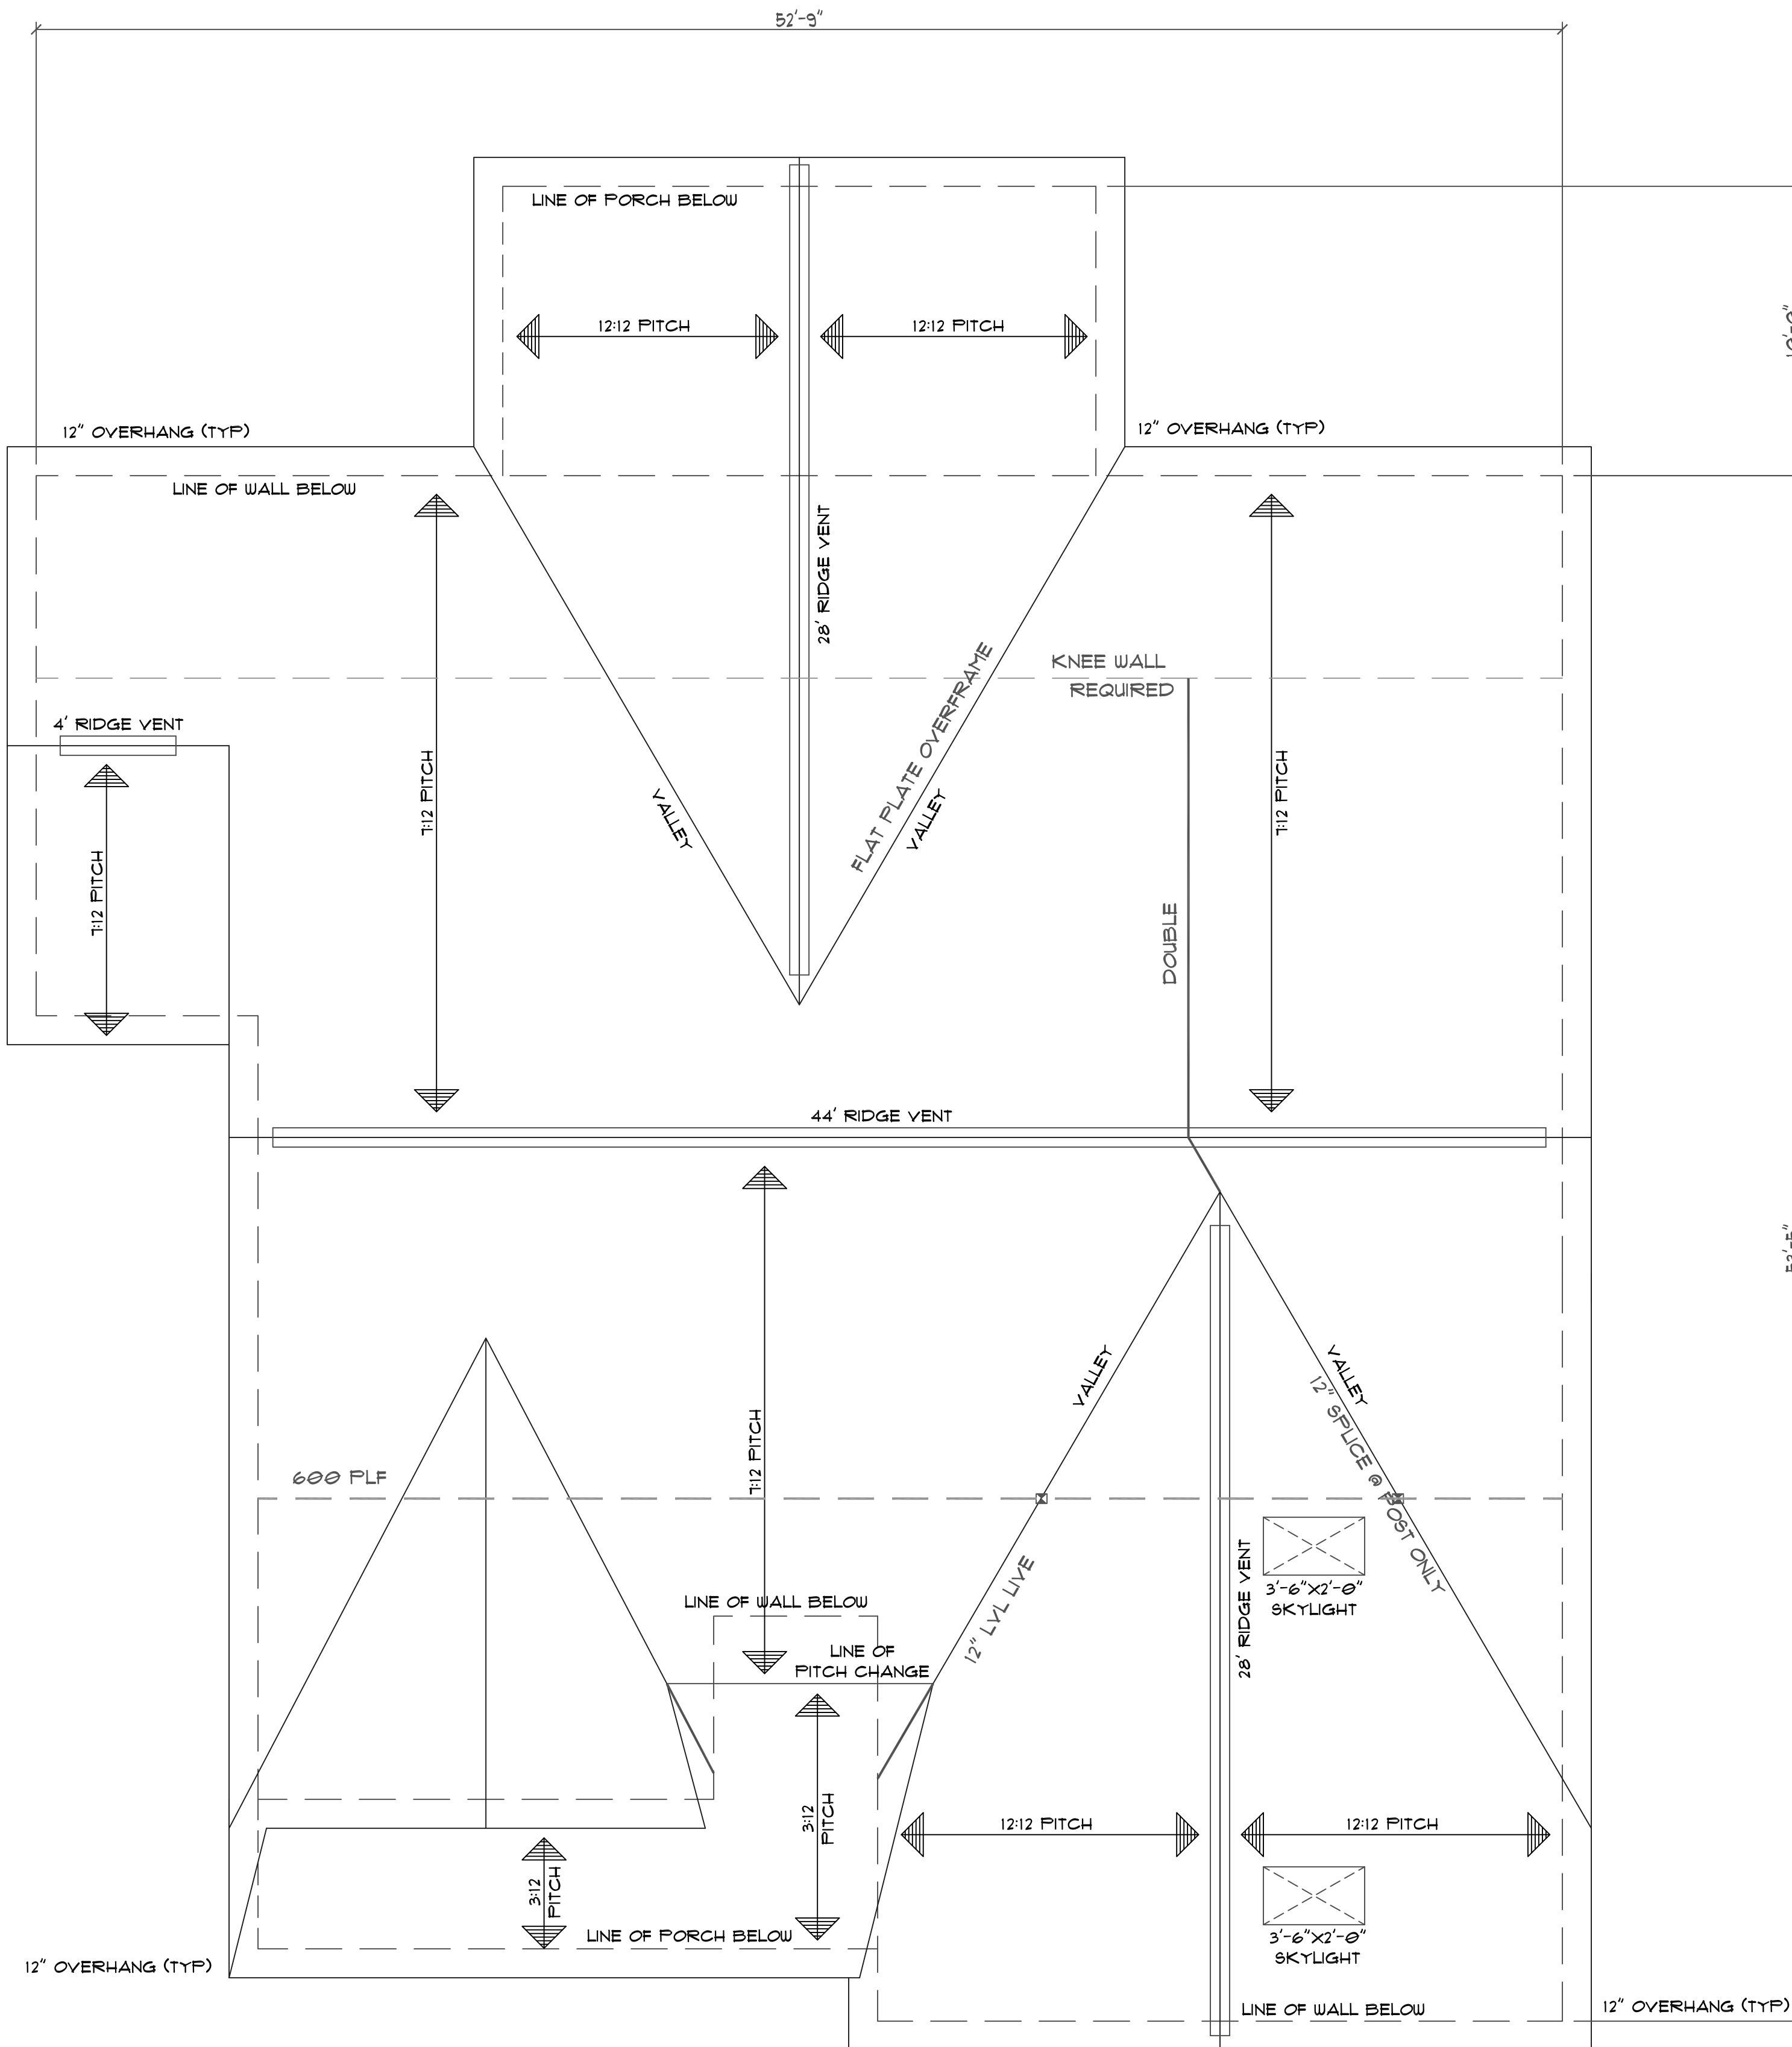 52'-9"
LINE OF PORCH BELOW
12:12 PITCH
12:12 PITCH
12" OVERHANG (TYP)
12" OVERHANG (TYP)
LINE OF WALL BELOW
28' RIDGE VENT
KNEE WALL
REQUIRED
4' RIDGE VENT
7:12 PITCH
7:12 PITCH
7:12 PITCH
VALLEY
FLAT PLATE OVERFRAME
VALLEY
DOUBLE
44' RIDGE VENT
VALLEY
VALLEY
12" SPLICE @ POST ONLY
7:12 PITCH
600 PLF
12" LVL LIVE
28' RIDGE VENT
3'-6"X2'-0"
SKYLIGHT
LINE OF WALL BELOW
LINE OF
PITCH CHANGE
3:12
PITCH
12:12 PITCH
12:12 PITCH
3:12
PITCH
LINE OF PORCH BELOW
3'-6"X2'-0"
SKYLIGHT
12" OVERHANG (TYP)
LINE OF WALL BELOW
12" OVERHANG (TYP)